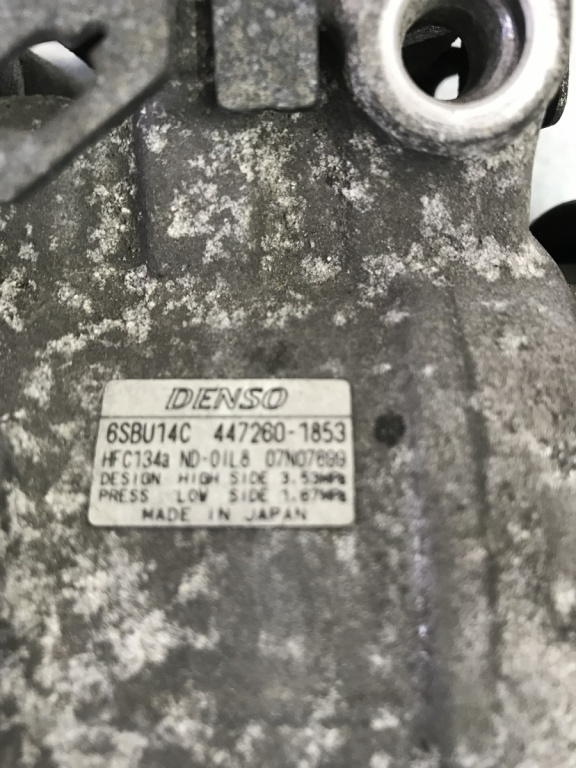 DENSO
6SBU14C 447260-1853
HFC134a ND-OIL8 07N07899
DESIGN HIGH SIDE 3.53MPa
PRESS LOW SIDE 1.67MPa
MADE IN JAPAN